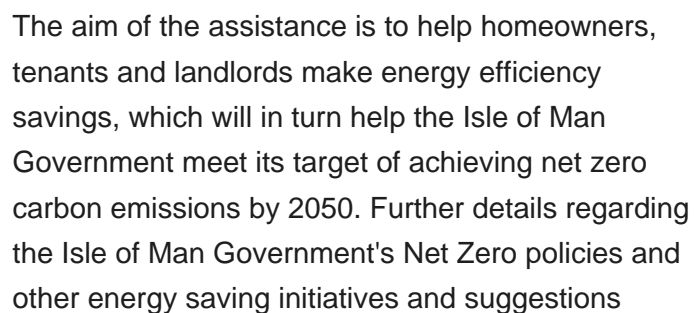 The aim of the assistance is to help homeowners,
tenants and landlords make energy efficiency
savings, which will in turn help the Isle of Man
Government meet its target of achieving net zero
carbon emissions by 2050. Further details regarding
the Isle of Man Government's Net Zero policies and
other energy saving initiatives and suggestions